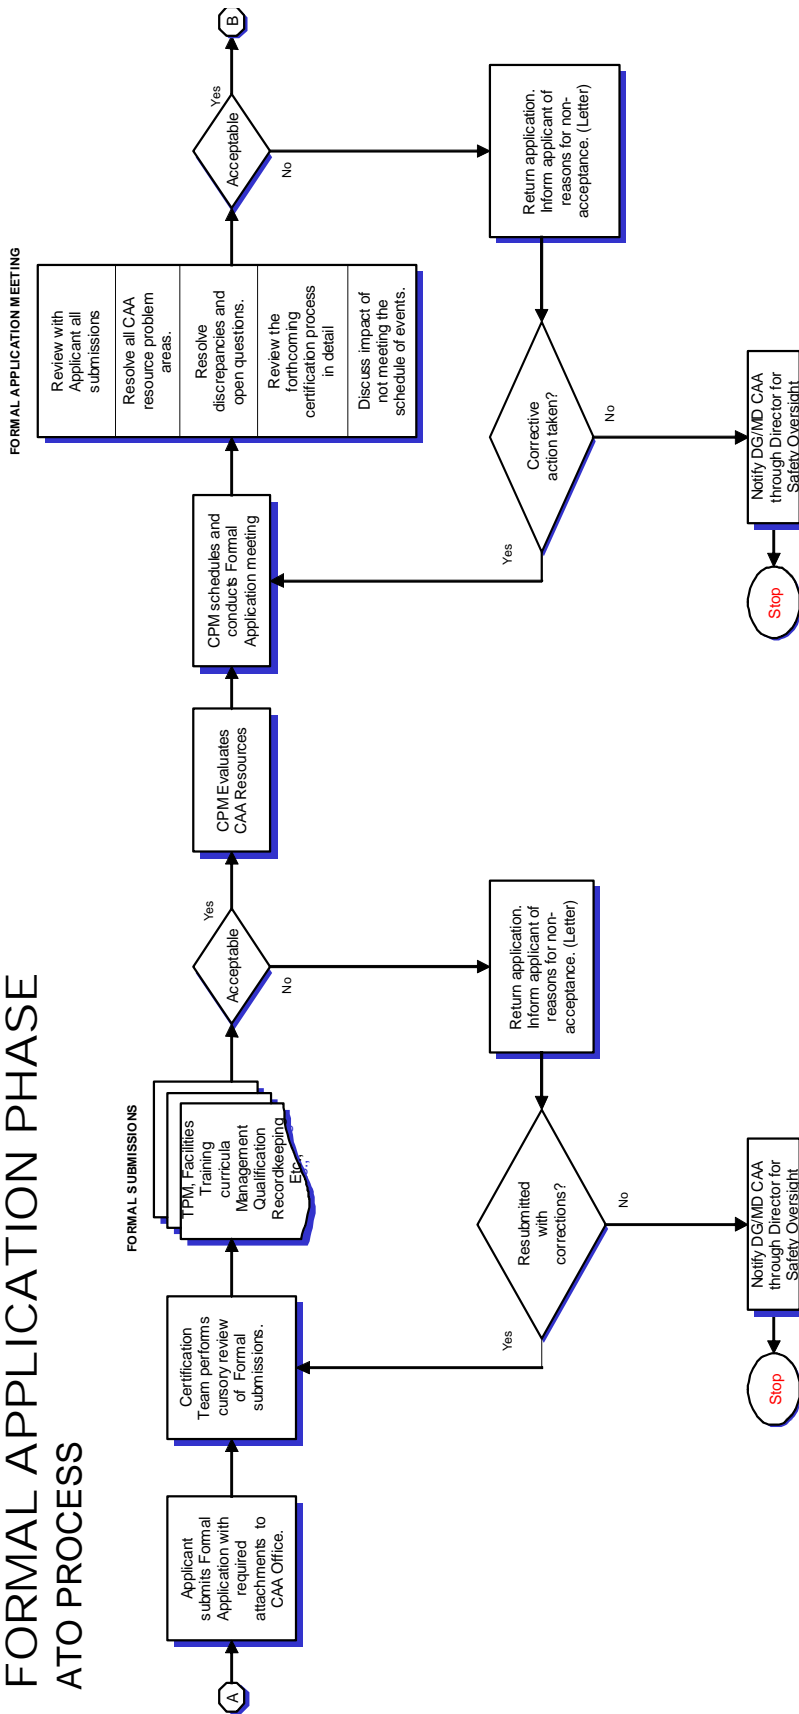 FORMAL APPLICATION PHASE
ATO PROCESS
A
Applicant
submits Formal
Application with
required
attachments to
CAA Office.
Certification
Team performs
cursory review
of Formal
submissions.
FORMAL SUBMISSIONS
TPM, Facilities
Training
curricula
Management
Qualification
Recordkeeping
Etc.,
Acceptable
Yes
No
CPM Evaluates
CAA Resources
CPM schedules and
conducts Formal
Application meeting
FORMAL APPLICATION MEETING
Review with
Applicant all
submissions
Resolve all CAA
resource problem
areas.
Resolve
discrepancies and
open questions.
Review the
forthcoming
certification process
in detail
Discuss impact of
not meeting the
schedule of events.
Acceptable
Yes
No
B
Return application.
Inform applicant of
reasons for non-
acceptance. (Letter)
Resubmitted
with
corrections?
Yes
No
Notify DG/MD CAA
through Director for
Safety Oversight
Stop
Return application.
Inform applicant of
reasons for non-
acceptance. (Letter)
Corrective
action taken?
Yes
No
Notify DG/MD CAA
through Director for
Safety Oversight
Stop